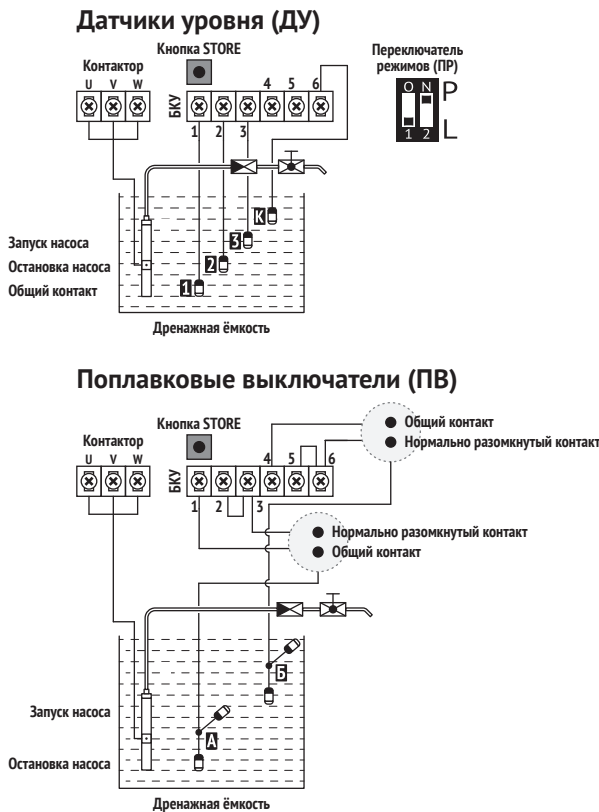 Датчики уровня (ДУ)
Кнопка STORE
Переключатель
режимов (ПР)
Контактор
U V W
БКУ
4 5 6
1 2 3
O N
1 2
P
L
К
3
2
1
Запуск насоса
Остановка насоса
Общий контакт
Дренажная ёмкость
Поплавковые выключатели (ПВ)
Кнопка STORE
Общий контакт
Нормально разомкнутый контакт
Контактор
U V W
БКУ
4 5 6
1 2 3
Нормально разомкнутый контакт
Общий контакт
Б
А
Запуск насоса
Остановка насоса
Дренажная ёмкость